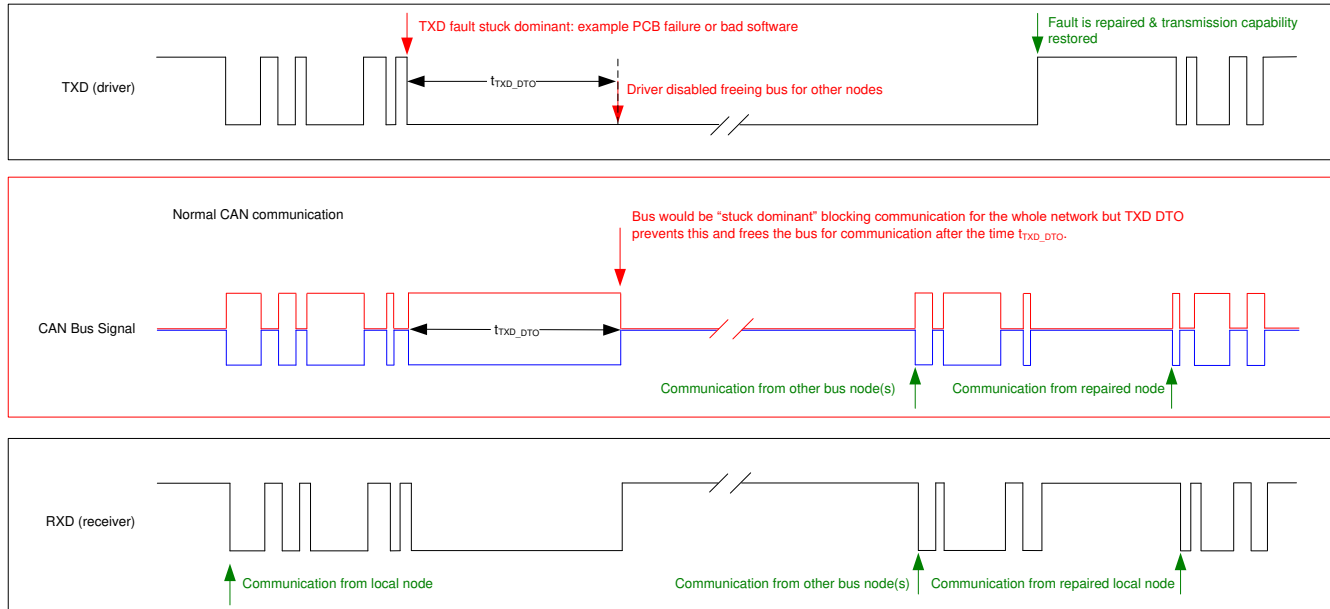 TXD fault stuck dominant: example PCB failure or bad software
Fault is repaired & transmission capability
restored
TXD (driver)
tTXD_DTO
Driver disabled freeing bus for other nodes
Normal CAN communication
Bus would be “stuck dominant” blocking communication for the whole network but TXD DTO
prevents this and frees the bus for communication after the time tTXD_DTO.
CAN Bus Signal
tTXD_DTO
Communication from other bus node(s)
Communication from repaired node
RXD (receiver)
Communication from local node
Communication from other bus node(s)
Communication from repaired local node